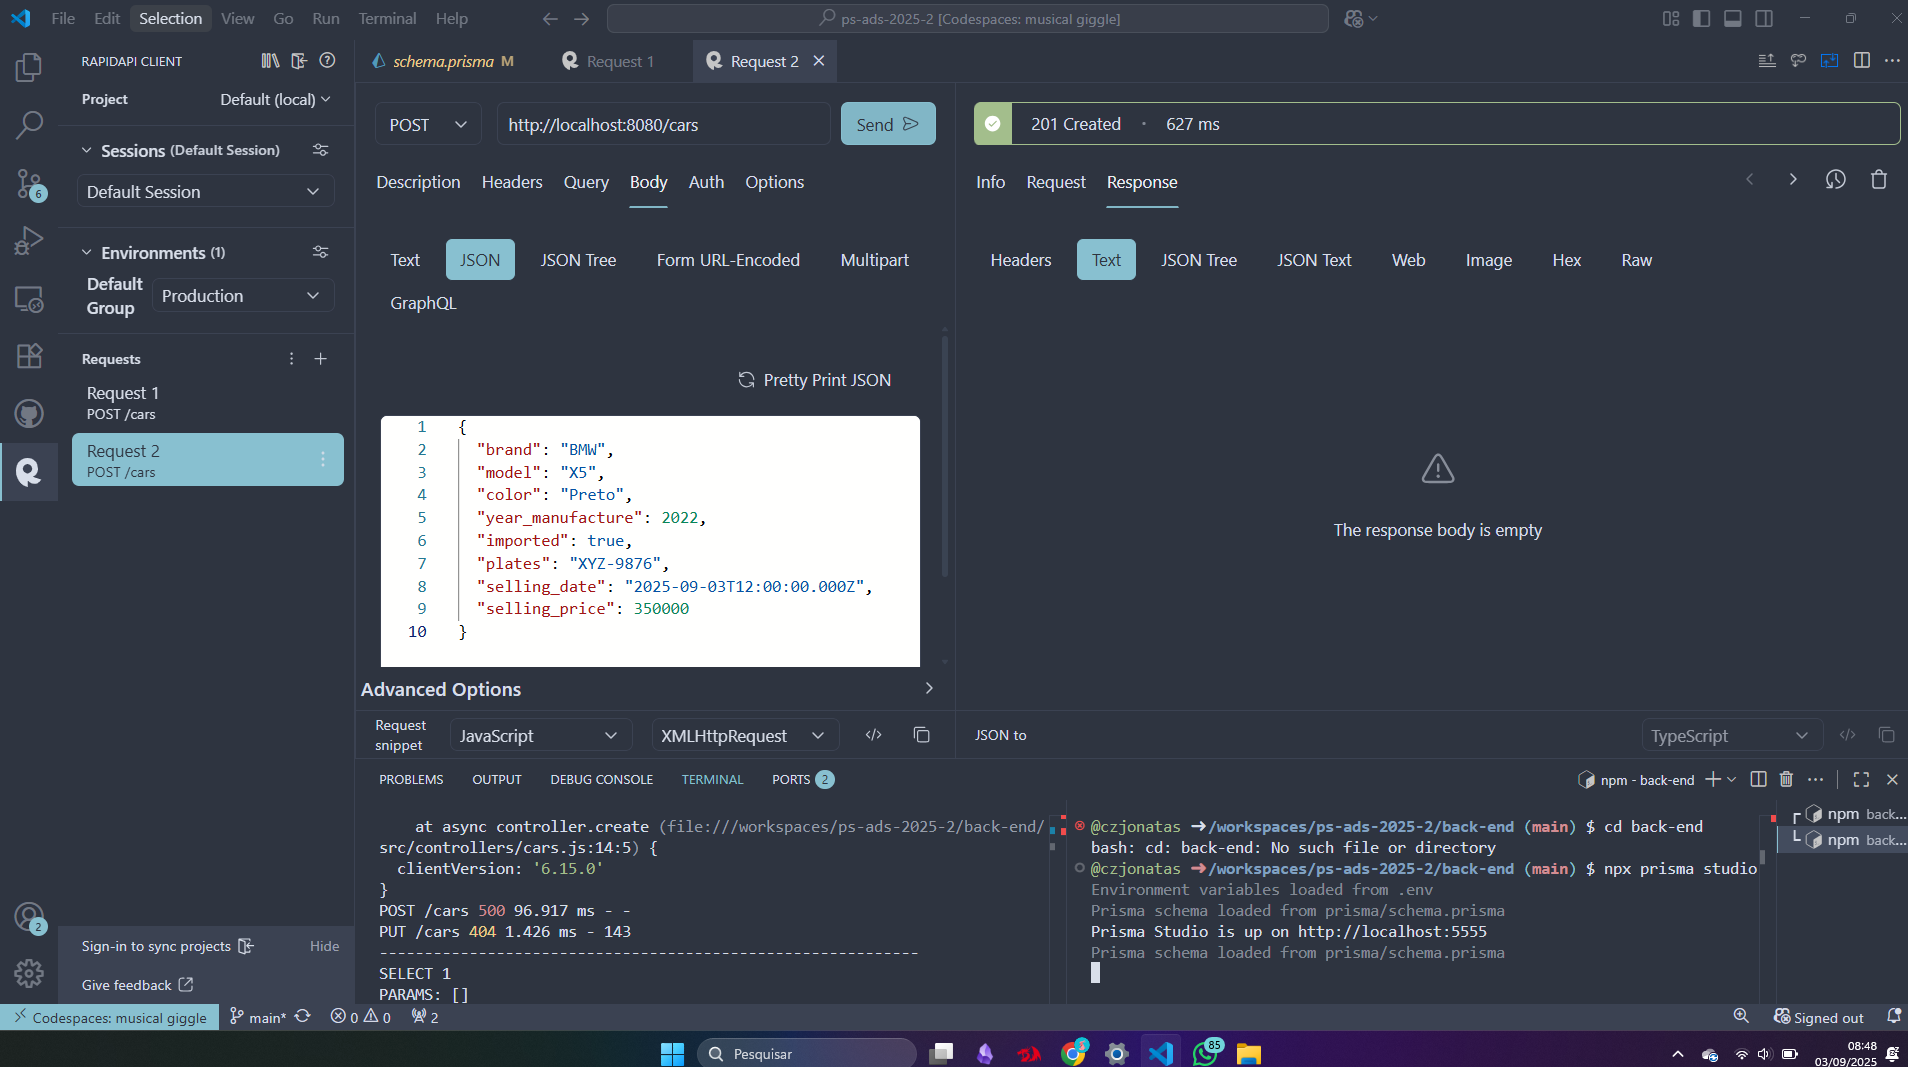 File Edit Selection View Go Run Terminal Help
ps-ads-2025-2 [Codespaces: musical giggle]
RAPIDAPI CLIENT
Project Default (local)
Sessions (Default Session)
Default Session
Environments (1)
Default Group Production
Requests
Request 1
POST /cars
Request 2
POST /cars
Sign-in to sync projects Hide
Give feedback
6
2
schema.prisma M Request 1 Request 2
POST http://localhost:8080/cars Send
Description Headers Query Body Auth Options
Text JSON JSON Tree Form URL-Encoded Multipart
GraphQL
Pretty Print JSON
1 {
2 "brand": "BMW",
3 "model": "X5",
4 "color": "Preto",
5 "year_manufacture": 2022,
6 "imported": true,
7 "plates": "XYZ-9876",
8 "selling_date": "2025-09-03T12:00:00.000Z",
9 "selling_price": 350000
10 }
Advanced Options
Request snippet JavaScript XMLHttpRequest
201 Created · 627 ms
Info Request Response
Headers Text JSON Tree JSON Text Web Image Hex Raw
The response body is empty
JSON to TypeScript
PROBLEMS OUTPUT DEBUG CONSOLE TERMINAL PORTS 2
npm - back-end
at async controller.create (file:///workspaces/ps-ads-2025-2/back-end/
src/controllers/cars.js:14:5) {
clientVersion: '6.15.0'
}
POST /cars 500 96.917 ms - -
PUT /cars 404 1.426 ms - 143
------------------------------------------------------------
SELECT 1
PARAMS: []
@czjonatas ➜/workspaces/ps-ads-2025-2/back-end (main) $ cd back-end
bash: cd: back-end: No such file or directory
@czjonatas ➜/workspaces/ps-ads-2025-2/back-end (main) $ npx prisma studio
Environment variables loaded from .env
Prisma schema loaded from prisma/schema.prisma
Prisma Studio is up on http://localhost:5555
Prisma schema loaded from prisma/schema.prisma
npm back...
npm back...
Codespaces: musical giggle main* 0 0 2 Signed out
Pesquisar
3
85
08:48
03/09/2025